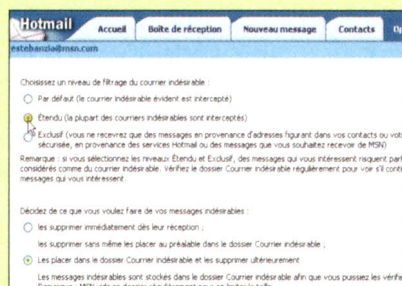 Hotmail
Accueil Boîte de réception Nouveau message Contacts Op
estebanzio@msn.com
Choisissez un niveau de filtrage du courrier indésirable :
Par défaut (le courrier indésirable évident est intercepté)
Étendu (la plupart des courriers indésirables sont interceptés)
Exclusif (vous ne recevrez que des messages en provenance d'adresses figurant dans vos contacts ou vot
sécurisée, en provenance des services Hotmail ou des messages que vous souhaitez recevoir de MSN)
Remarque : si vous sélectionnez les niveaux Étendu et Exclusif, des messages qui vous intéressent risquent parf
considérés comme du courrier indésirable. Vérifiez le dossier Courrier indésirable régulièrement pour voir s'il conti
messages qui vous intéressent.
Décidez de ce que vous voulez faire de vos messages indésirables :
les supprimer immédiatement dès leur réception ;
les supprimer sans même les placer au préalable dans le dossier Courrier indésirable ;
Les placer dans le dossier Courrier indésirable et les supprimer ultérieurement
Les messages indésirables sont stockés dans le dossier Courrier indésirable afin que vous puissiez les vérifie